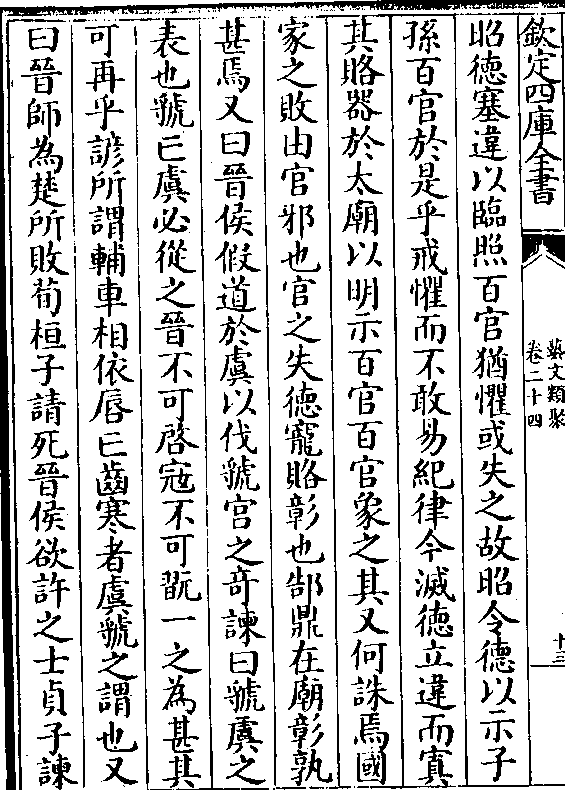 欽定四庫全書
藝文類聚
卷二十四
十三
昭德塞違以臨照百官猶懼或失之故昭令德以示子
孫百官於是乎戒懼而不敢易紀律今滅德立違而寘
其賂器於太廟以明示百官百官象之其又何誅焉國
家之敗由官邪也官之失德寵賂彰也郜鼎在廟彰孰
甚焉又曰晉侯假道於虞以伐虢宫之竒諫曰虢虞之
表也虢亡虞必從之晉不可啓寇不可翫一之為甚其
可再乎諺所謂輔車相依唇亡齒寒者虞虢之謂也又
曰晉師為楚所敗荀桓子請死晉侯欲許之士貞子諫